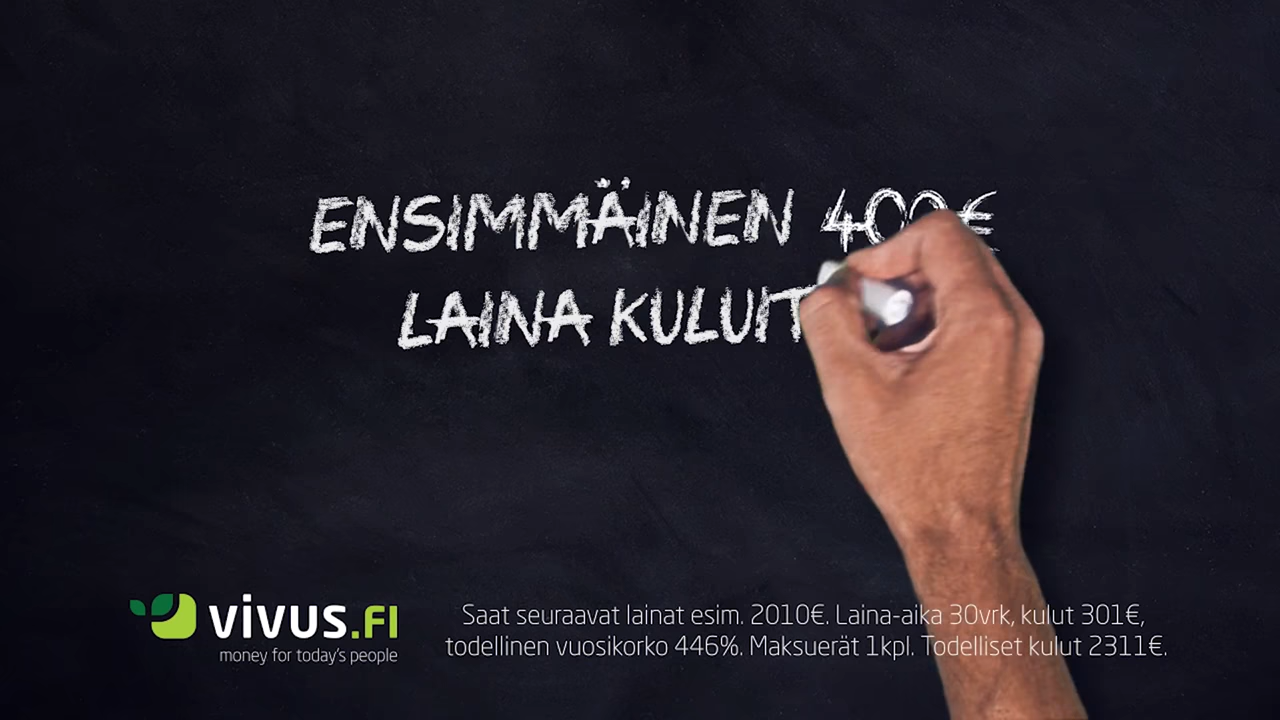 ENSIMMÄINEN 400€
LAINA KULUIT
vivus.FI
money for today's people
Saat seuraavat lainat esim. 2010€. Laina-aika 30vrk, kulut 301€,
todellinen vuosikorko 446%. Maksuerät 1kpl. Todelliset kulut 2311€.